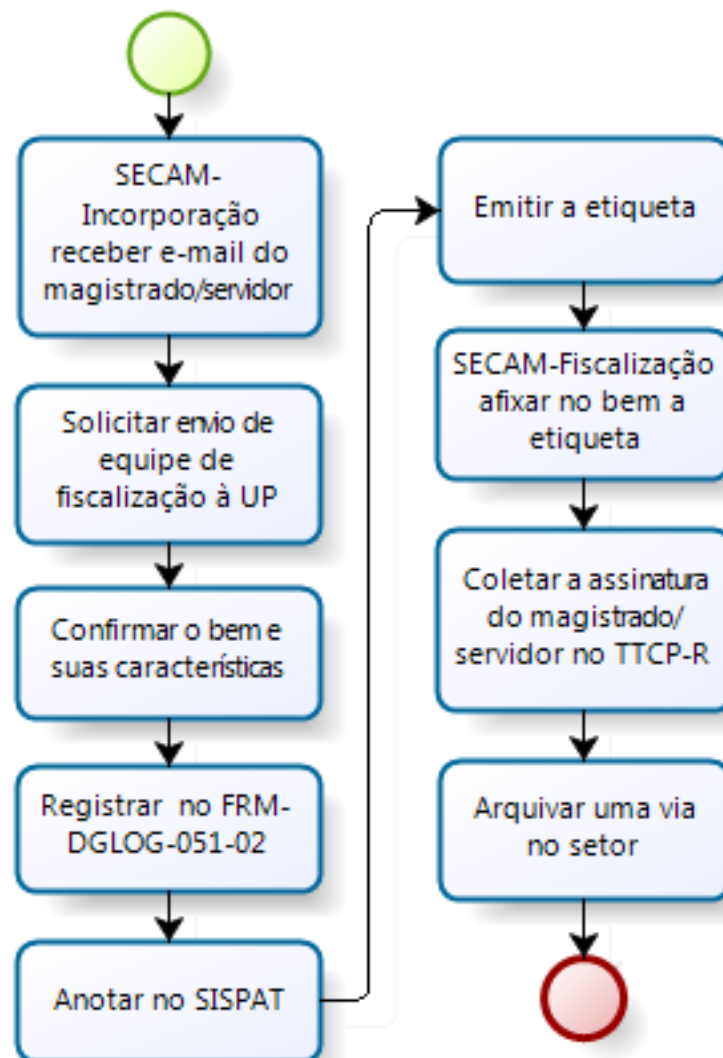 SECAM-
Incorporação
receber e-mail do
magistrado/servidor
Solicitar envio de
equipe de
fiscalização à UP
Confirmar o bem e
suas características
Registrar no FRM-
DGLOG-051-02
Anotar no SISPAT
Emitir a etiqueta
SECAM-Fiscalização
afixar no bem a
etiqueta
Coletar a assinatura
do magistrado/
servidor no TTCP-R
Arquivar uma via
no setor